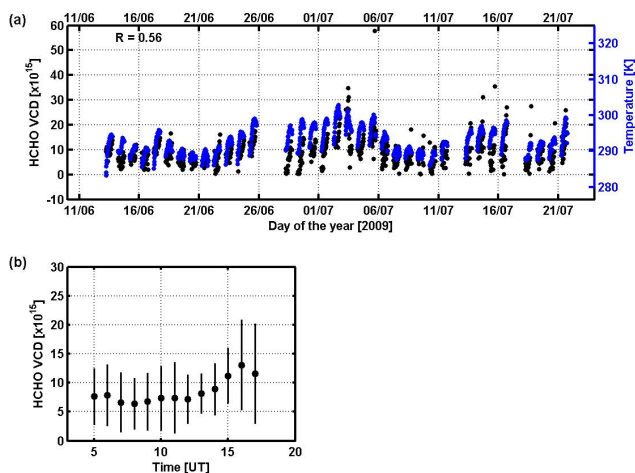 11/06 16/06 21/06 26/06 01/07 06/07 11/07 16/07 21/07
(a)
R = 0.56
60
50
40
30
20
10
0
-10
HCHO VCD [x10^15]
320
310
300
290
280
Temperature [K]
11/06 16/06 21/06 26/06 01/07 06/07 11/07 16/07 21/07
Day of the year [2009]
(b)
30
25
20
15
10
5
0
HCHO VCD [x10^15]
5 10 15 20
Time [UT]